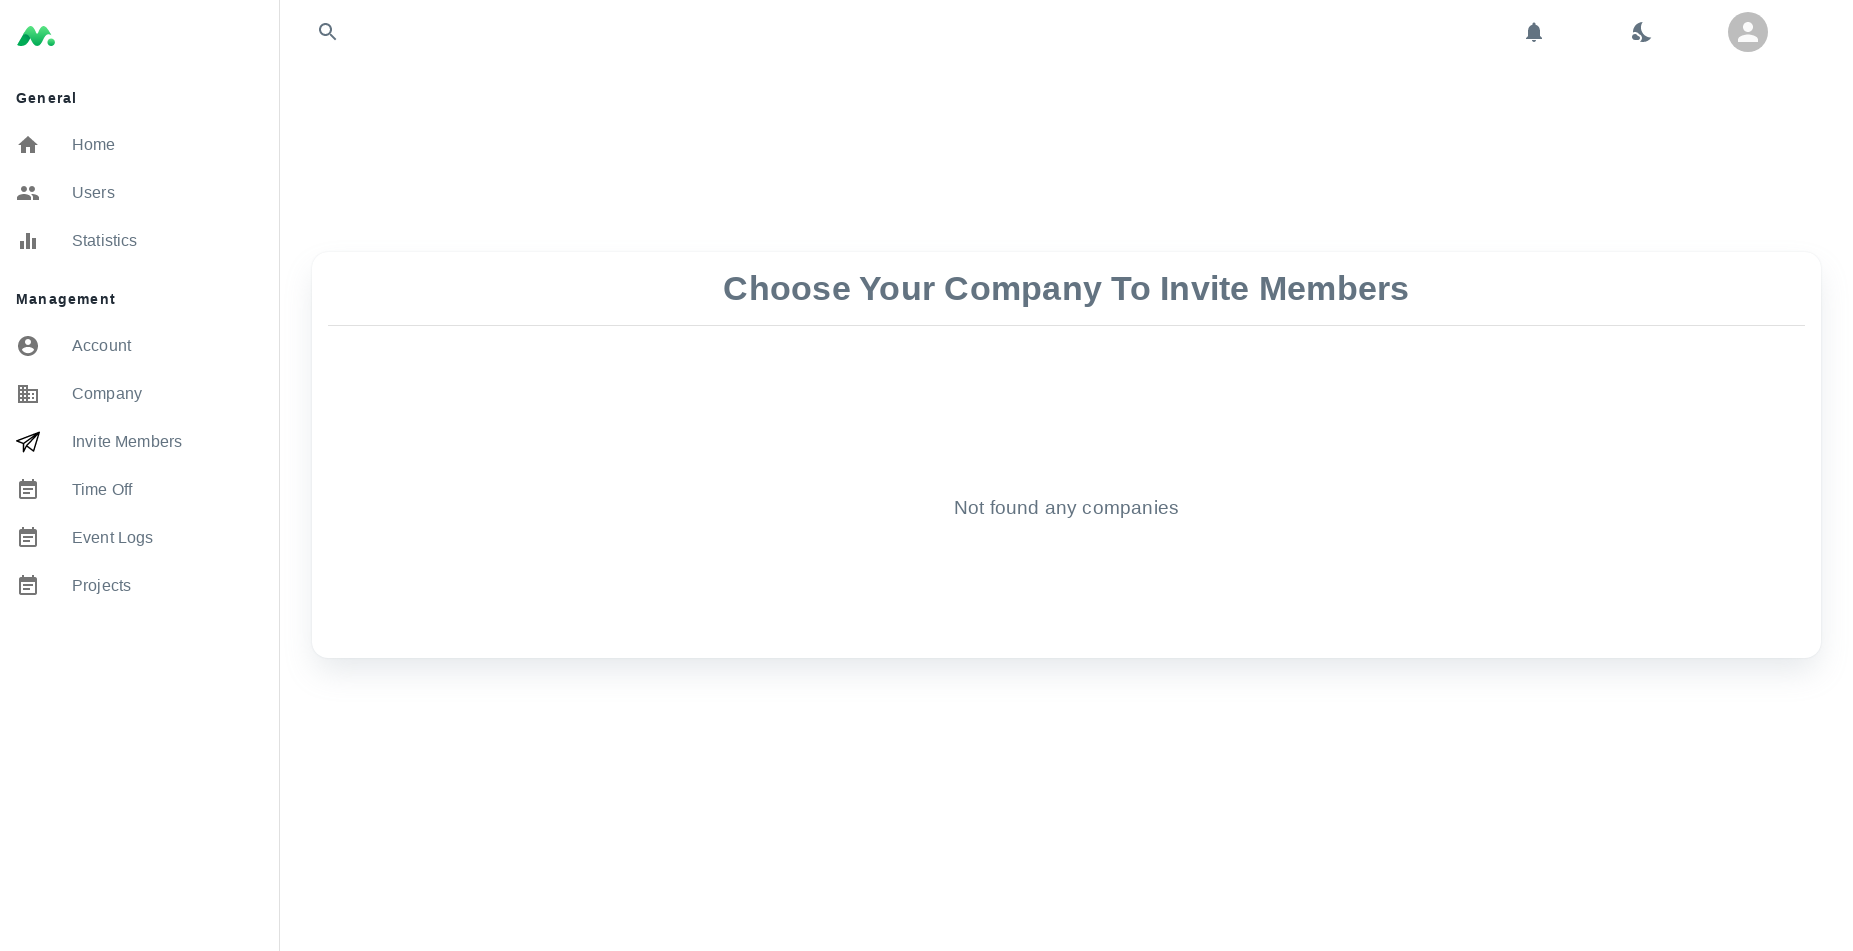 General
Home
Users
Statistics
Management
Account
Company
Invite Members
Time Off
Event Logs
Projects
Choose Your Company To Invite Members
Not found any companies